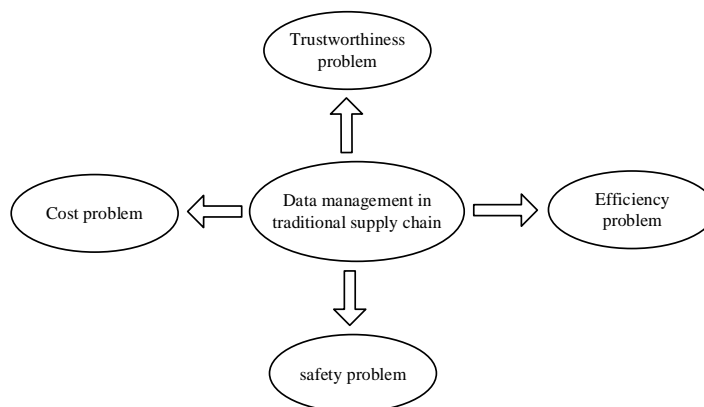 Trustworthiness
problem
Cost problem
Data management in
traditional supply chain
Efficiency
problem
safety problem